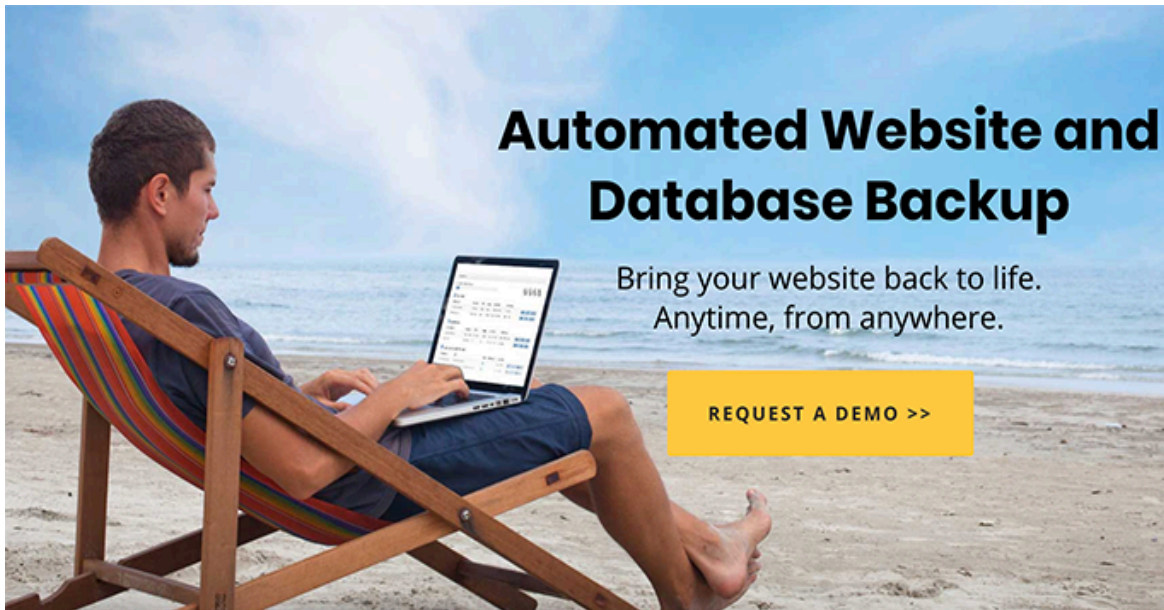 Automated Website and
Database Backup
Bring your website back to life.
Anytime, from anywhere.
REQUEST A DEMO >>